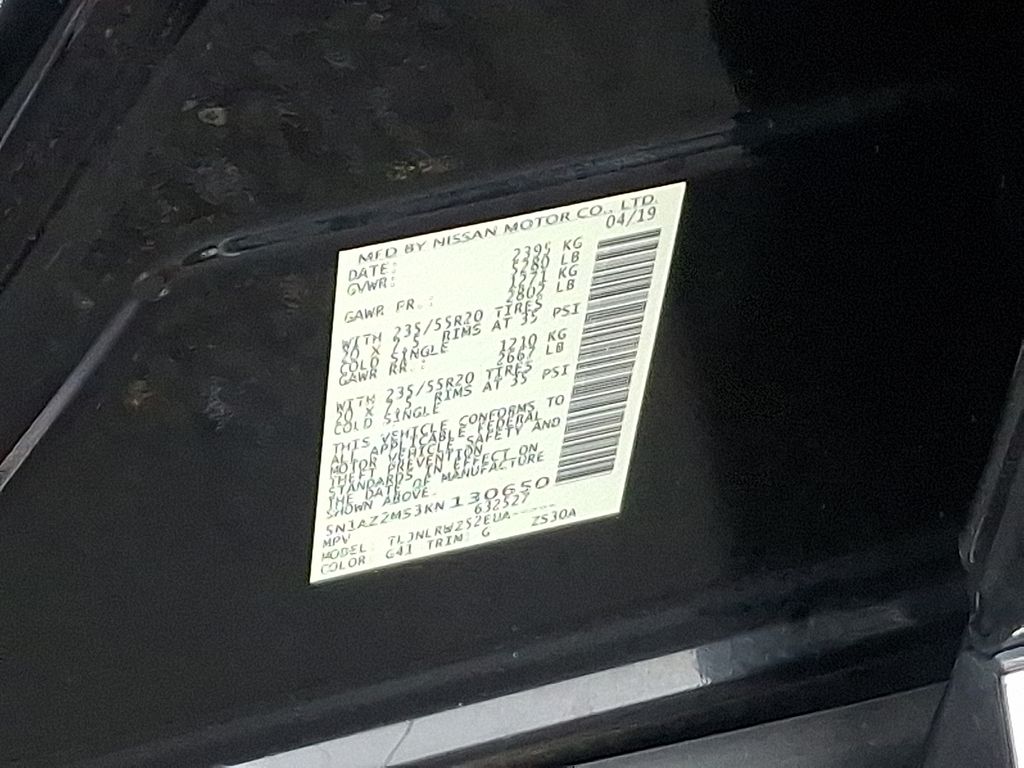 MFD BY NISSAN MOTOR CO., LTD.
DATE: 04/19
GVWR: 2395 KG
5280 LB
GAWR FR.: 1271 KG
2802 LB
WITH 235/55R20 TIRES
20 X 7.5 RIMS AT 35 PSI
COLD SINGLE
GAWR RR.: 1210 KG
2667 LB
WITH 235/55R20 TIRES
20 X 7.5 RIMS AT 35 PSI
COLD SINGLE
THIS VEHICLE CONFORMS TO
ALL APPLICABLE FEDERAL
MOTOR VEHICLE SAFETY AND
THEFT PREVENTION
STANDARDS IN EFFECT ON
THE DATE OF MANUFACTURE
SHOWN ABOVE.
5N1AZ2MS3KN130650
MPV 632527
MODEL: TLJNLRWZ52EUA-----
COLOR: G41 TRIM: G Z530A